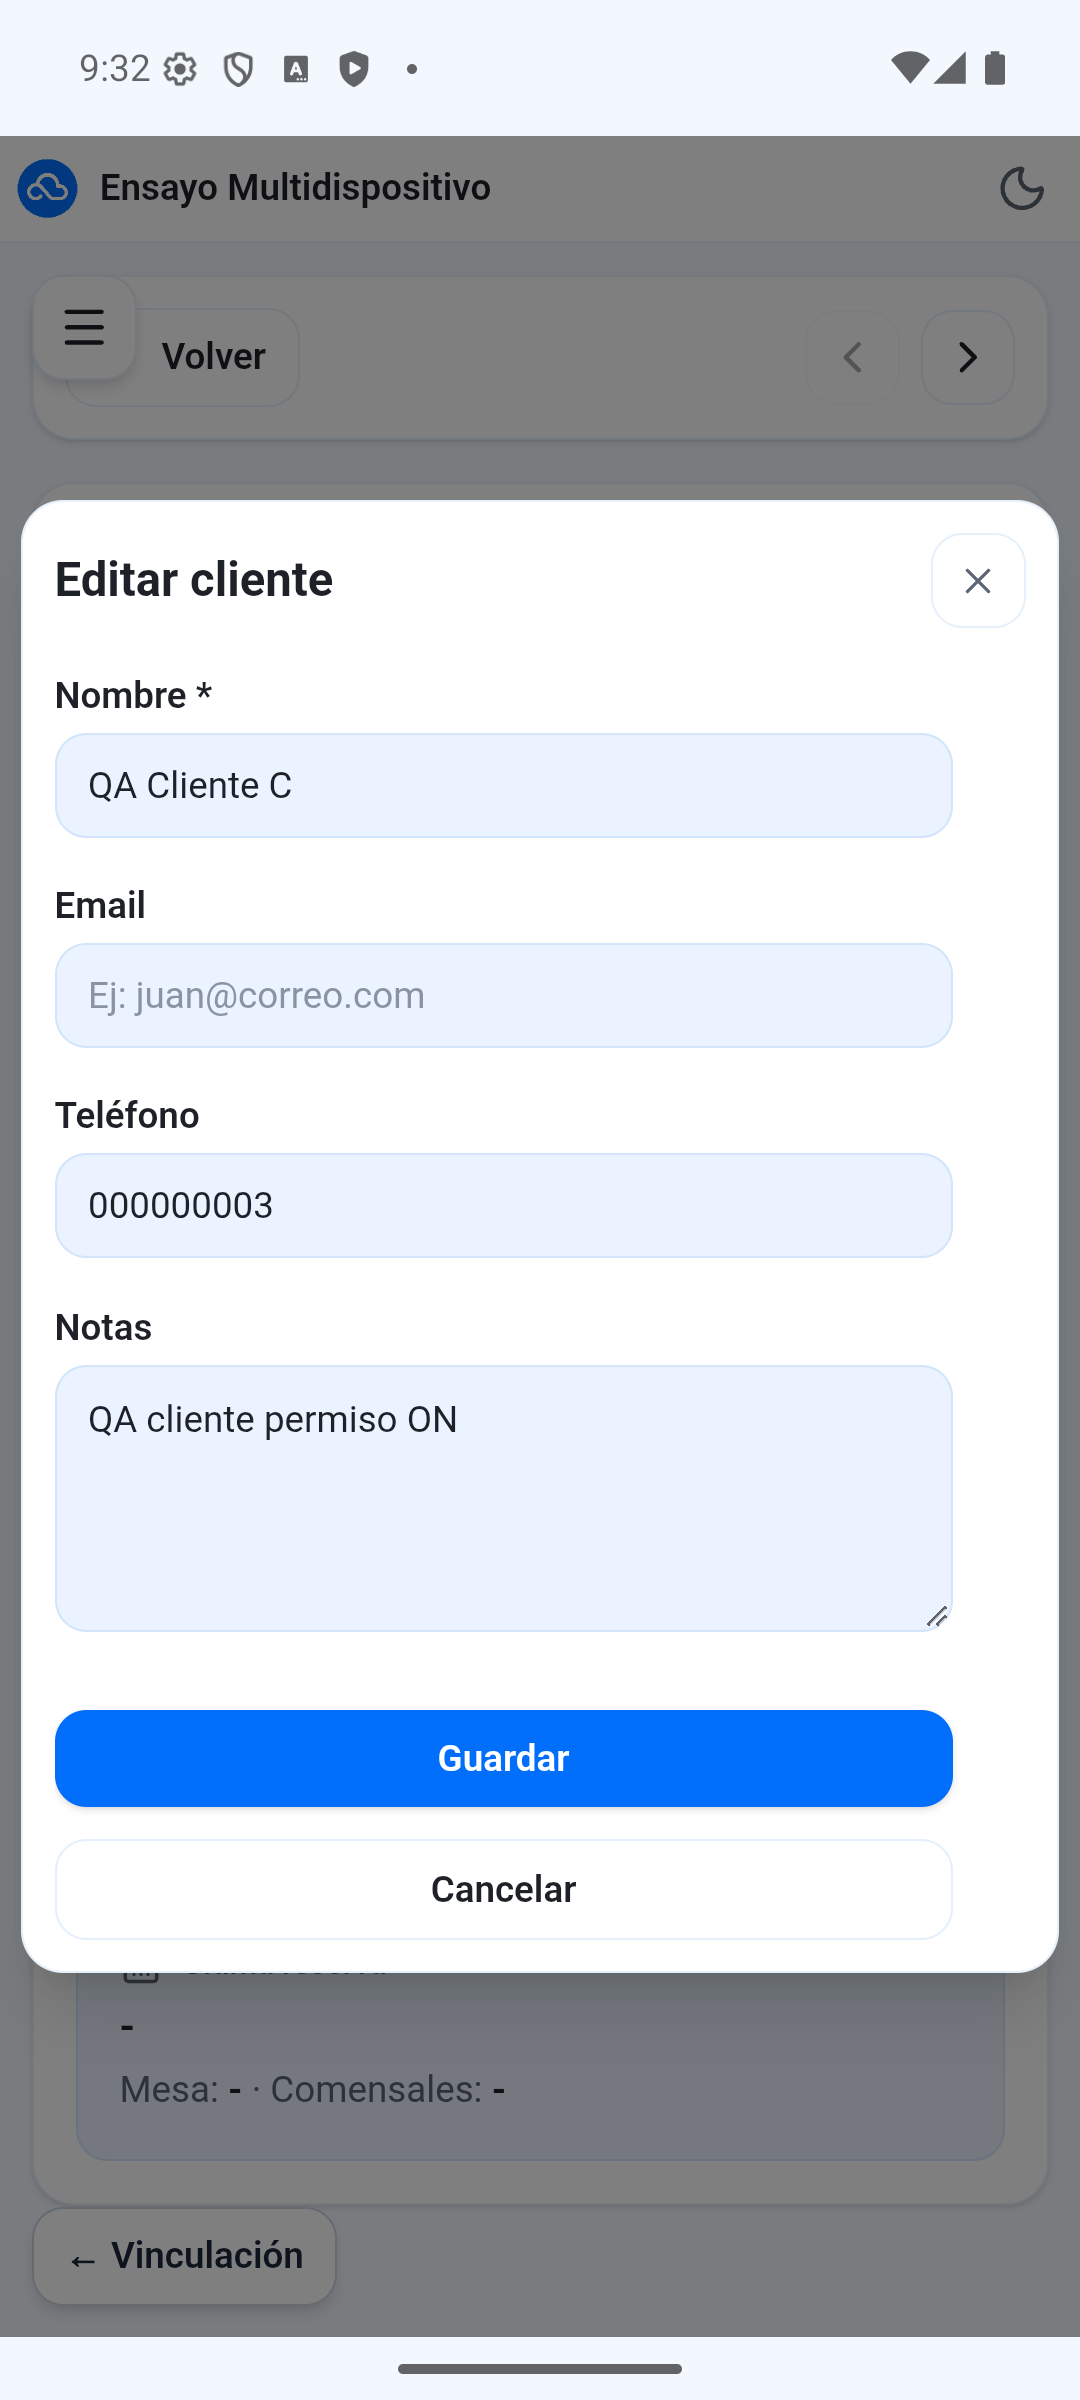 9:32
Ensayo Multidispositivo
Volver
Editar cliente
Nombre *
QA Cliente C
Email
Ej: juan@correo.com
Teléfono
000000003
Notas
QA cliente permiso ON
Guardar
Cancelar
-
Mesa: - · Comensales: -
← Vinculación